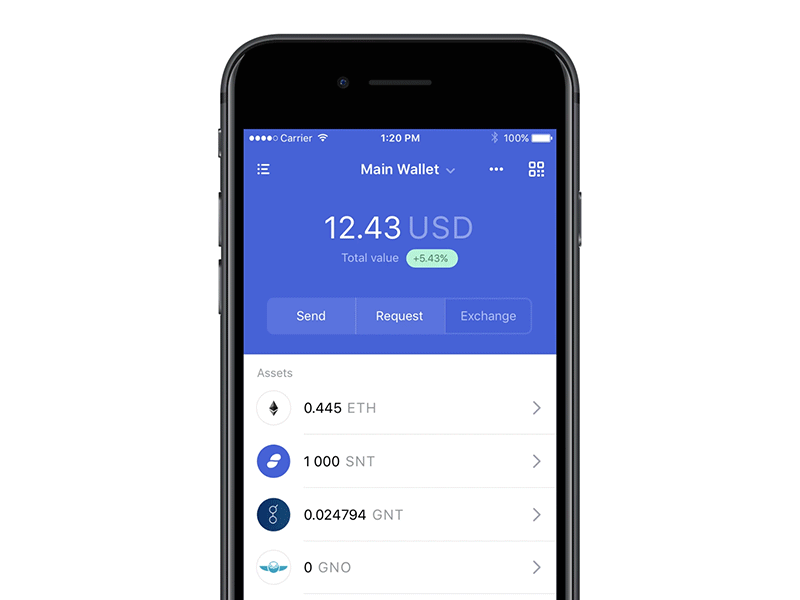 Carrier 1:20 PM 100%
Main Wallet
12.43 USD
Total value +5.43%
Send Request Exchange
Assets
0.445 ETH
1 000 SNT
0.024794 GNT
0 GNO